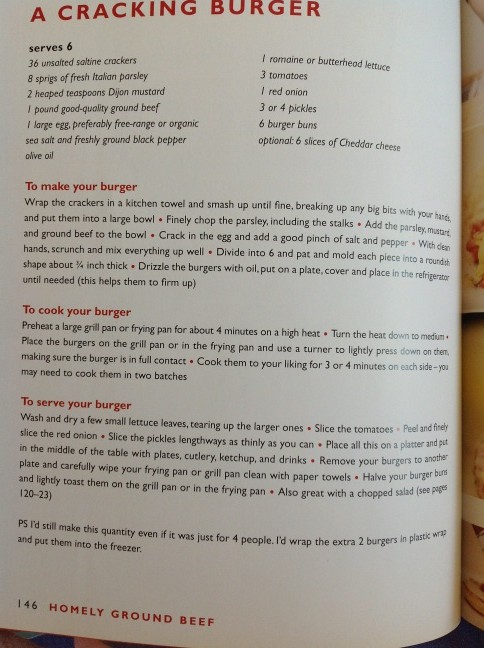 A CRACKING BURGER
serves 6
36 unsalted saltine crackers
8 sprigs of fresh Italian parsley
2 heaped teaspoons Dijon mustard
1 pound good-quality ground beef
1 large egg, preferably free-range or organic
sea salt and freshly ground black pepper
olive oil
1 romaine or butterhead lettuce
3 tomatoes
1 red onion
3 or 4 pickles
6 burger buns
optional: 6 slices of Cheddar cheese
To make your burger
Wrap the crackers in a kitchen towel and smash up until fine, breaking up any big bits with your hands,
and put them into a large bowl • Finely chop the parsley, including the stalks • Add the parsley, mustard,
and ground beef to the bowl • Crack in the egg and add a good pinch of salt and pepper • With clean
hands, scrunch and mix everything up well • Divide into 6 and pat and mold each piece into a roundish
shape about ¾ inch thick • Drizzle the burgers with oil, put on a plate, cover and place in the refrigerator
until needed (this helps them to firm up)
To cook your burger
Preheat a large grill pan or frying pan for about 4 minutes on a high heat • Turn the heat down to medium •
Place the burgers on the grill pan or in the frying pan and use a turner to lightly press down on them,
making sure the burger is in full contact • Cook them to your liking for 3 or 4 minutes on each side – you
may need to cook them in two batches
To serve your burger
Wash and dry a few small lettuce leaves, tearing up the larger ones • Slice the tomatoes • Peel and finely
slice the red onion • Slice the pickles lengthways as thinly as you can • Place all this on a platter and put
in the middle of the table with plates, cutlery, ketchup, and drinks • Remove your burgers to another
plate and carefully wipe your frying pan or grill pan clean with paper towels • Halve your burger buns
and lightly toast them on the grill pan or in the frying pan • Also great with a chopped salad (see pages
120–23)
PS I'd still make this quantity even if it was just for 4 people. I'd wrap the extra 2 burgers in plastic wrap
and put them into the freezer.
146 HOMELY GROUND BEEF